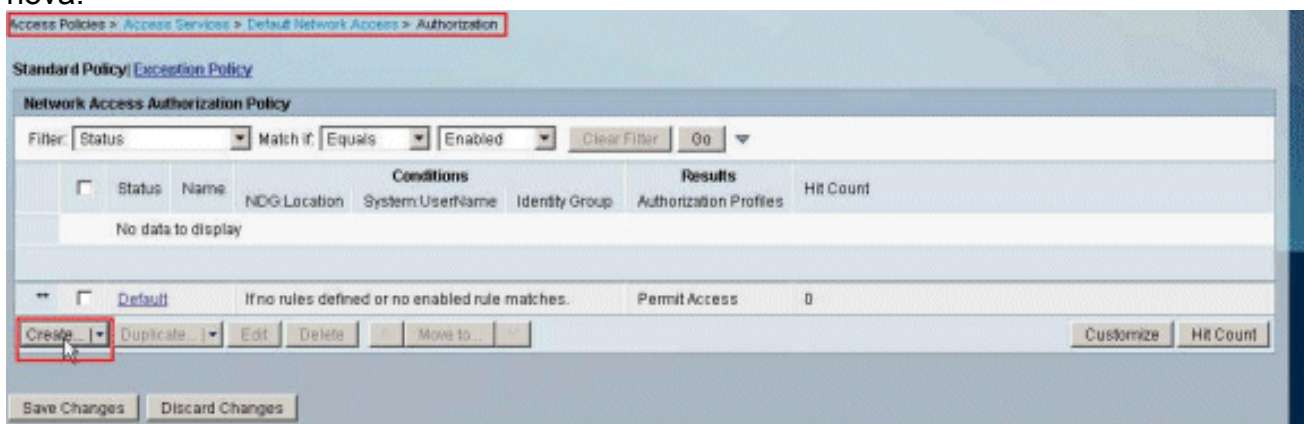 nova.
Access Policies > Access Services > Default Network Access > Authorization
Standard Policy| Exception Policy
Network Access Authorization Policy
Filter: Status Match if: Equals Enabled Clear Filter Go
Status Name Conditions Results Hit Count
NDG:Location System:UserName Identity Group Authorization Profiles
No data to display
** Default If no rules defined or no enabled rule matches. Permit Access 0
Create... Duplicate... Edit Delete Move to... Customize Hit Count
Save Changes Discard Changes